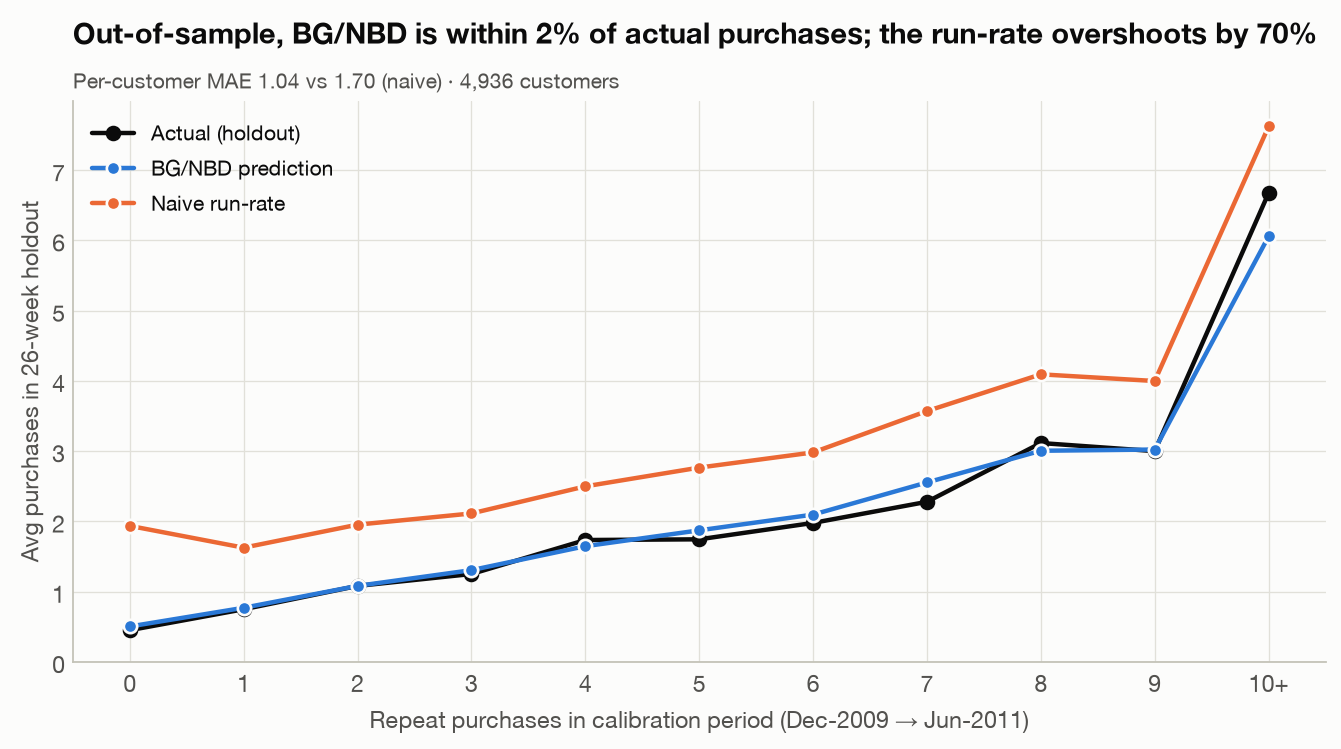 Out-of-sample, BG/NBD is within 2% of actual purchases; the run-rate overshoots by 70%
Per-customer MAE 1.04 vs 1.70 (naive) · 4,936 customers
Actual (holdout)
BG/NBD prediction
Naive run-rate
Avg purchases in 26-week holdout
7
6
5
4
3
2
1
0
0 1 2 3 4 5 6 7 8 9 10+
Repeat purchases in calibration period (Dec-2009 → Jun-2011)